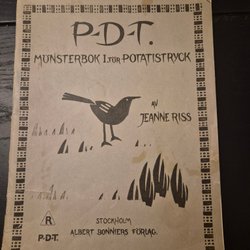 P-D-T.
MÖNSTERBOK I. FÖR POTATISTRYCK
AV
JEANNE RISS
R
P-D-T.
STOCKHOLM
ALBERT BONNIERS FÖRLAG.